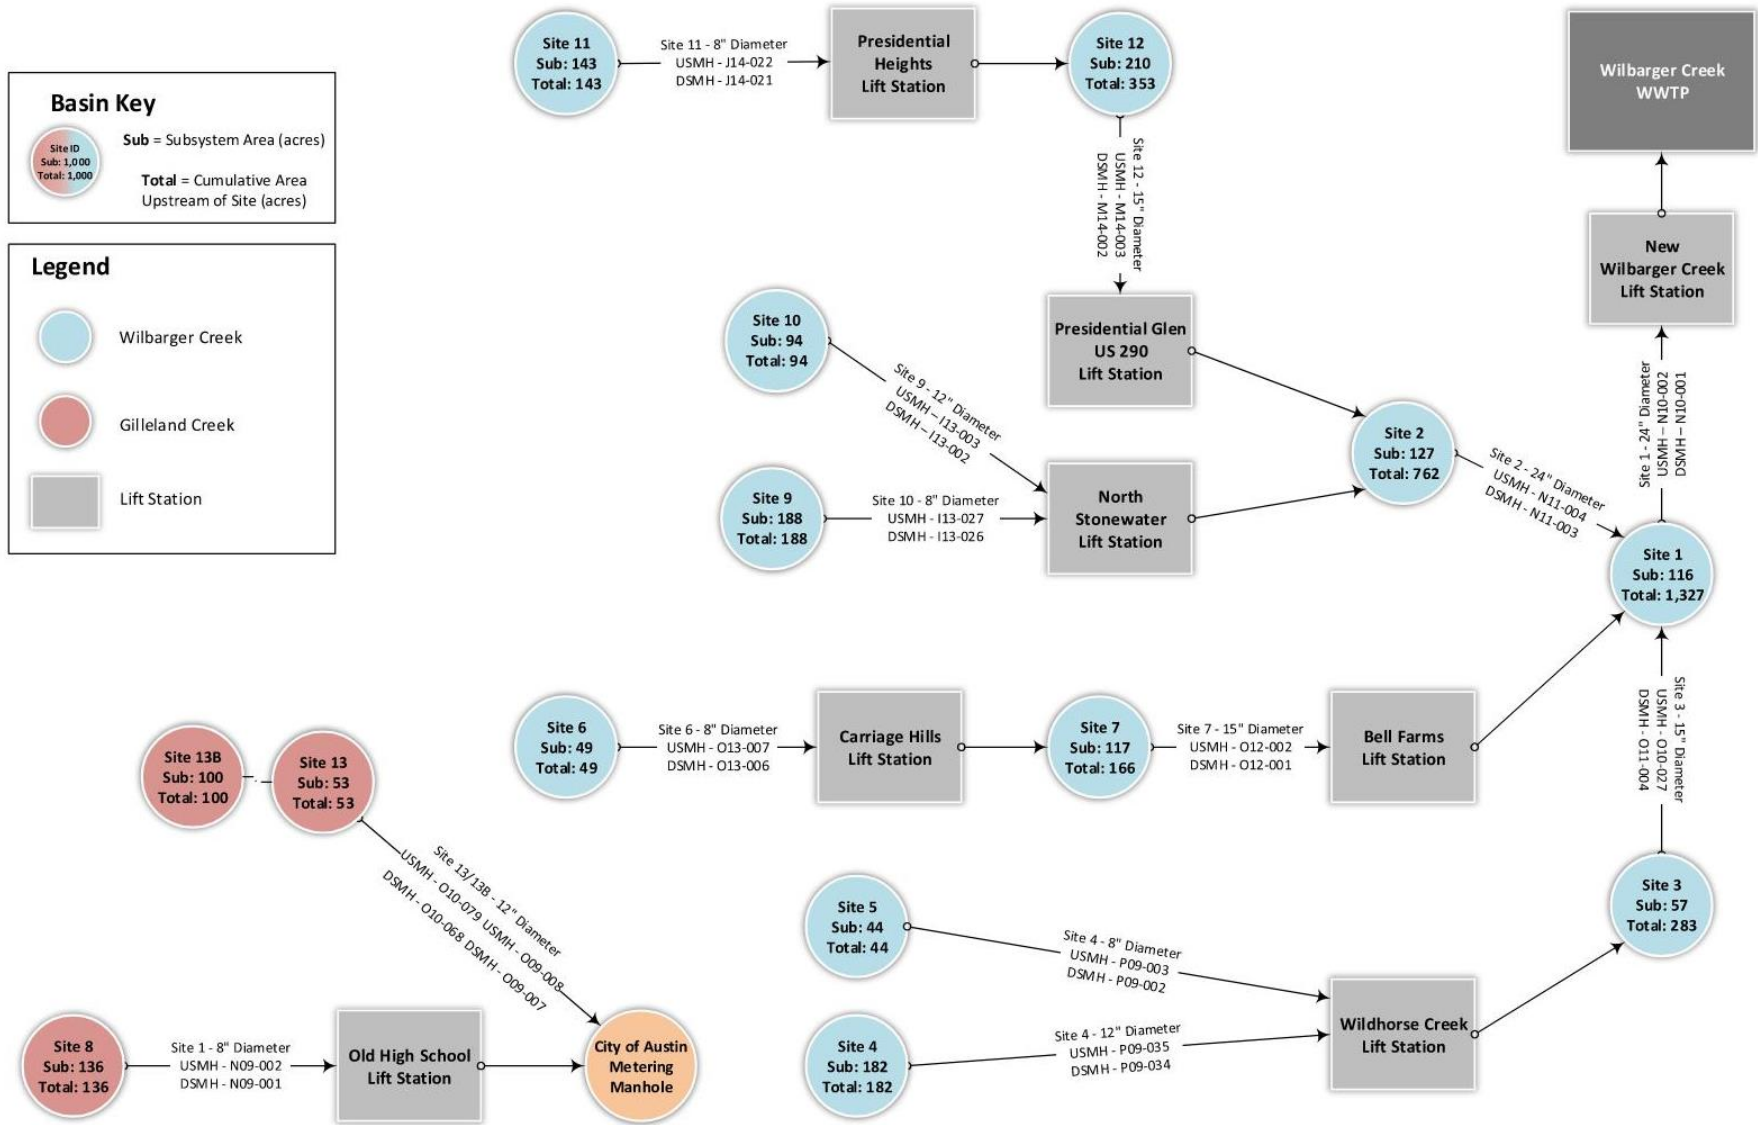 Basin Key
Site ID
Sub: 1,000
Total: 1,000
Sub = Subsystem Area (acres)
Total = Cumulative Area
Upstream of Site (acres)
Legend
Wilbarger Creek
Gilleland Creek
Lift Station
Site 11
Sub: 143
Total: 143
Site 11 - 8" Diameter
USMH - J14-022
DSMH - J14-021
Presidential
Heights
Lift Station
Site 12
Sub: 210
Total: 353
Site 12 - 15" Diameter
USMH - M14-003
DSMH - M14-002
Wilbarger Creek
WWTP
New
Wilbarger Creek
Lift Station
Site 1 - 24" Diameter
USMH – N10-002
DSMH – N10-001
Site 10
Sub: 94
Total: 94
Site 9 - 12" Diameter
USMH – I13-003
DSMH – I13-002
Presidential Glen
US 290
Lift Station
Site 9
Sub: 188
Total: 188
Site 10 - 8" Diameter
USMH - I13-027
DSMH - I13-026
North
Stonewater
Lift Station
Site 2
Sub: 127
Total: 762
Site 2 - 24" Diameter
USMH - N11-004
DSMH - N11-003
Site 1
Sub: 116
Total: 1,327
Site 6
Sub: 49
Total: 49
Site 6 - 8" Diameter
USMH - O13-007
DSMH - O13-006
Carriage Hills
Lift Station
Site 7
Sub: 117
Total: 166
Site 7 - 15" Diameter
USMH - O12-002
DSMH - O12-001
Bell Farms
Lift Station
Site 3 - 15" Diameter
USMH - O10-027
DSMH - O11-004
Site 13B
Sub: 100
Total: 100
Site 13
Sub: 53
Total: 53
Site 13/13B - 12" Diameter
USMH - O10-079 USMH - O09-008
DSMH - O10-068 DSMH - O09-007
Site 5
Sub: 44
Total: 44
Site 4 - 8" Diameter
USMH - P09-003
DSMH - P09-002
Site 3
Sub: 57
Total: 283
Site 8
Sub: 136
Total: 136
Site 1 - 8" Diameter
USMH - N09-002
DSMH - N09-001
Old High School
Lift Station
City of Austin
Metering
Manhole
Site 4
Sub: 182
Total: 182
Site 4 - 12" Diameter
USMH - P09-035
DSMH - P09-034
Wildhorse Creek
Lift Station